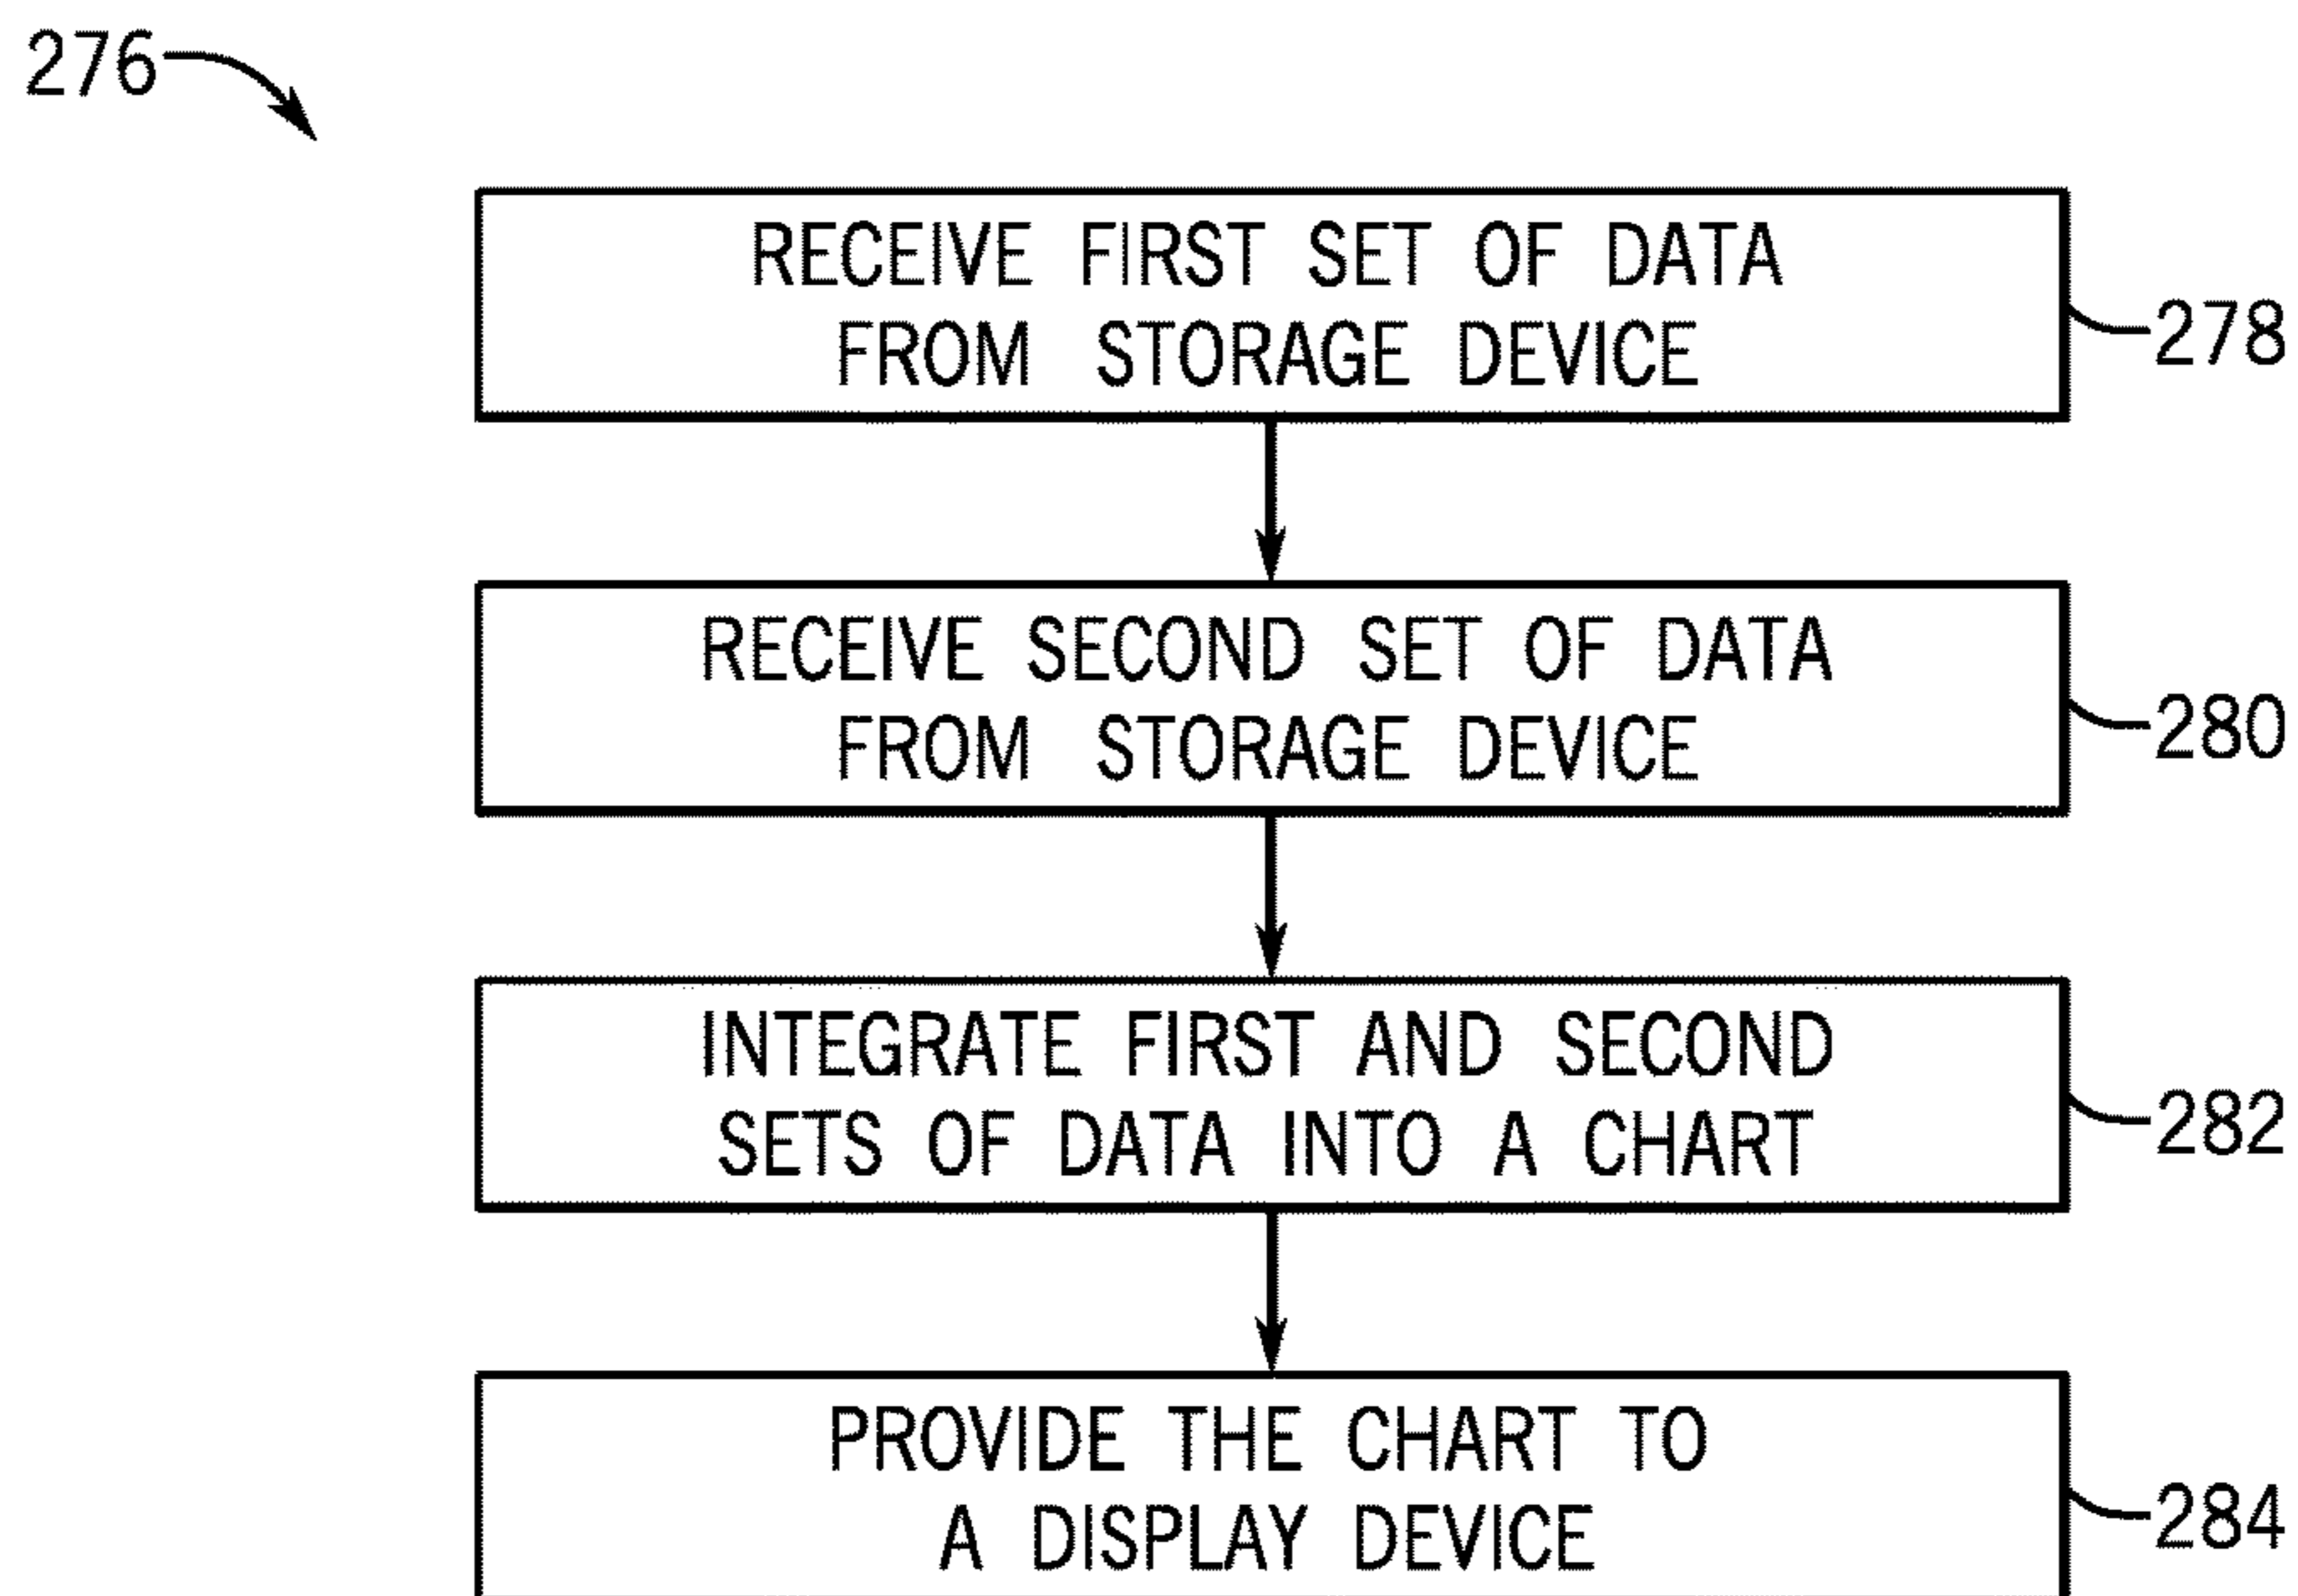 276
RECEIVE FIRST SET OF DATA
FROM STORAGE DEVICE
278
RECEIVE SECOND SET OF DATA
FROM STORAGE DEVICE
280
INTEGRATE FIRST AND SECOND
SETS OF DATA INTO A CHART
282
PROVIDE THE CHART TO
A DISPLAY DEVICE
284